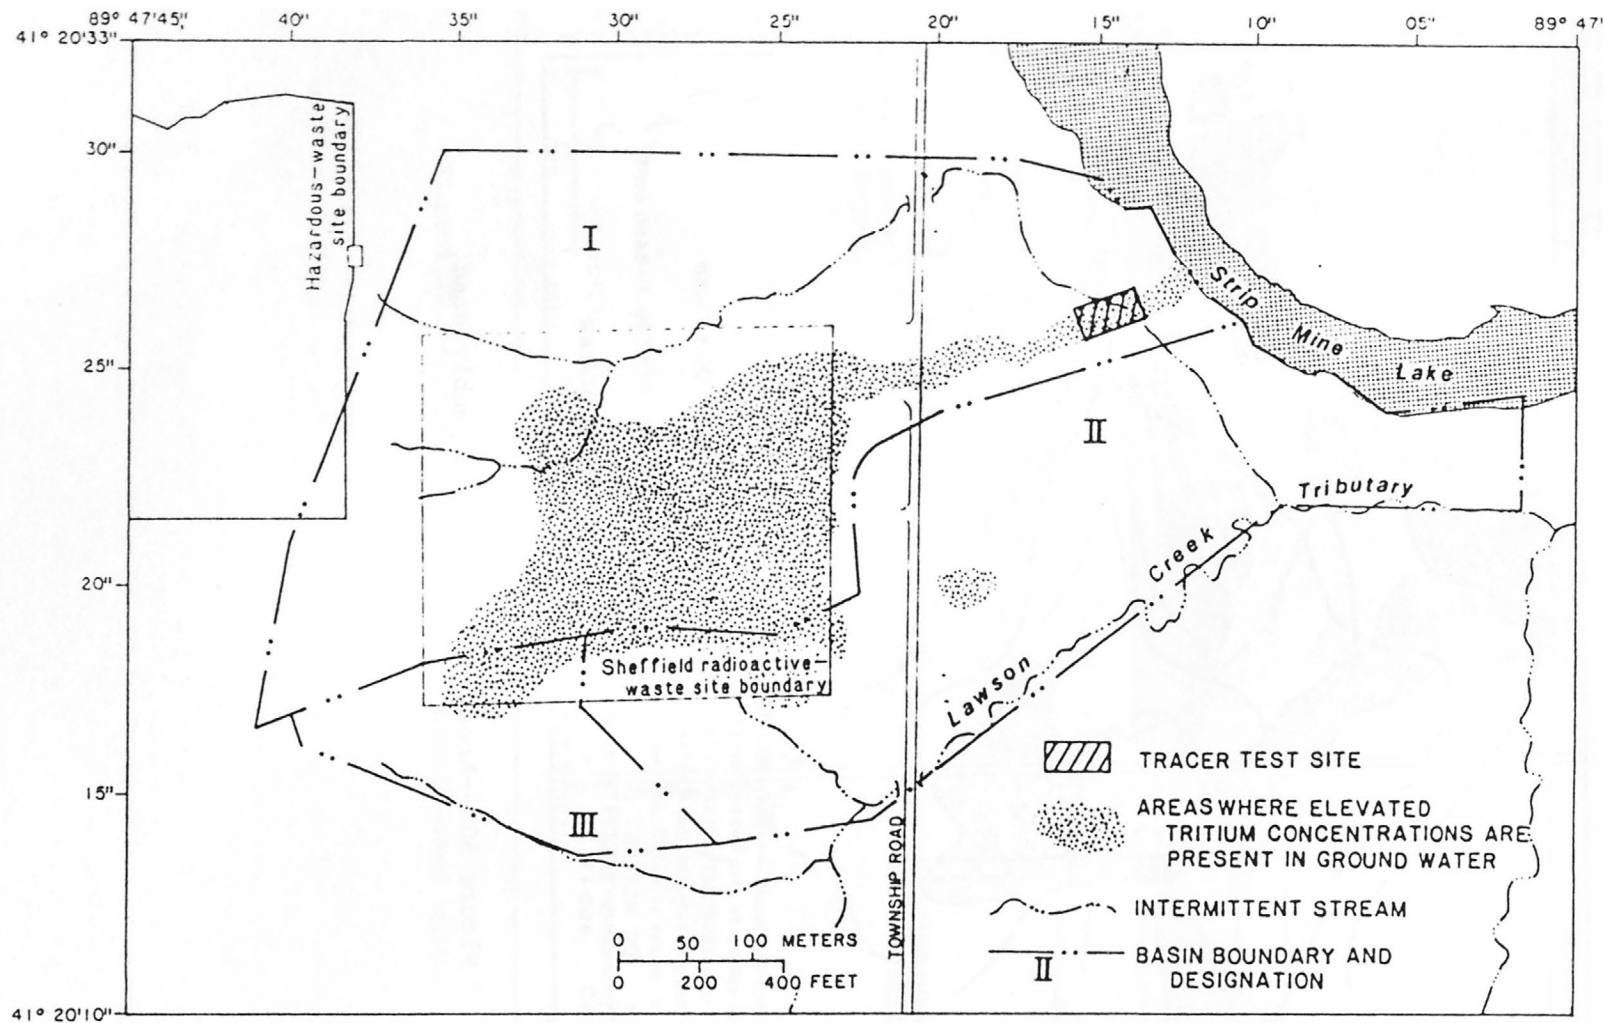 89° 47'45" 40" 35" 30" 25" 20" 15" 10" 05" 89° 47'
41° 20'33"
30"
25"
20"
15"
41° 20'10"
Hazardous-waste
site boundary
I
Strip
Mine
Lake
II
Tributary
Creek
Lawson
Sheffield radioactive-
waste site boundary
III
TOWNSHIP ROAD
0 50 100 METERS
0 200 400 FEET
TRACER TEST SITE
AREAS WHERE ELEVATED
TRITIUM CONCENTRATIONS ARE
PRESENT IN GROUND WATER
INTERMITTENT STREAM
II
BASIN BOUNDARY AND
DESIGNATION